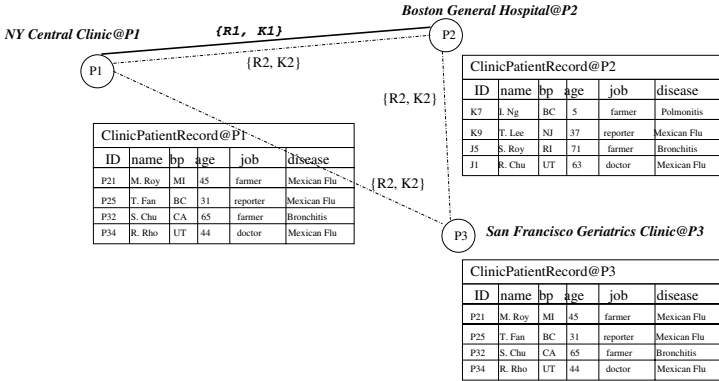 Boston General Hospital@P2
NY Central Clinic@P1
{R1, K1}
P2
P1
{R2, K2}
{R2, K2}
{R2, K2}
ClinicPatientRecord@P2
ID name bp age job disease
K7 I. Ng BC 5 farmer Polmonitis
K9 T. Lee NJ 37 reporter Mexican Flu
J5 S. Roy RI 71 farmer Bronchitis
J1 R. Chu UT 63 doctor Mexican Flu
ClinicPatientRecord@P1
ID name bp age job disease
P21 M. Roy MI 45 farmer Mexican Flu
P25 T. Fan BC 31 reporter Mexican Flu
P32 S. Chu CA 65 farmer Bronchitis
P34 R. Rho UT 44 doctor Mexican Flu
P3
San Francisco Geriatrics Clinic@P3
ClinicPatientRecord@P3
ID name bp age job disease
P21 M. Roy MI 45 farmer Mexican Flu
P25 T. Fan BC 31 reporter Mexican Flu
P32 S. Chu CA 65 farmer Bronchitis
P34 R. Rho UT 44 doctor Mexican Flu